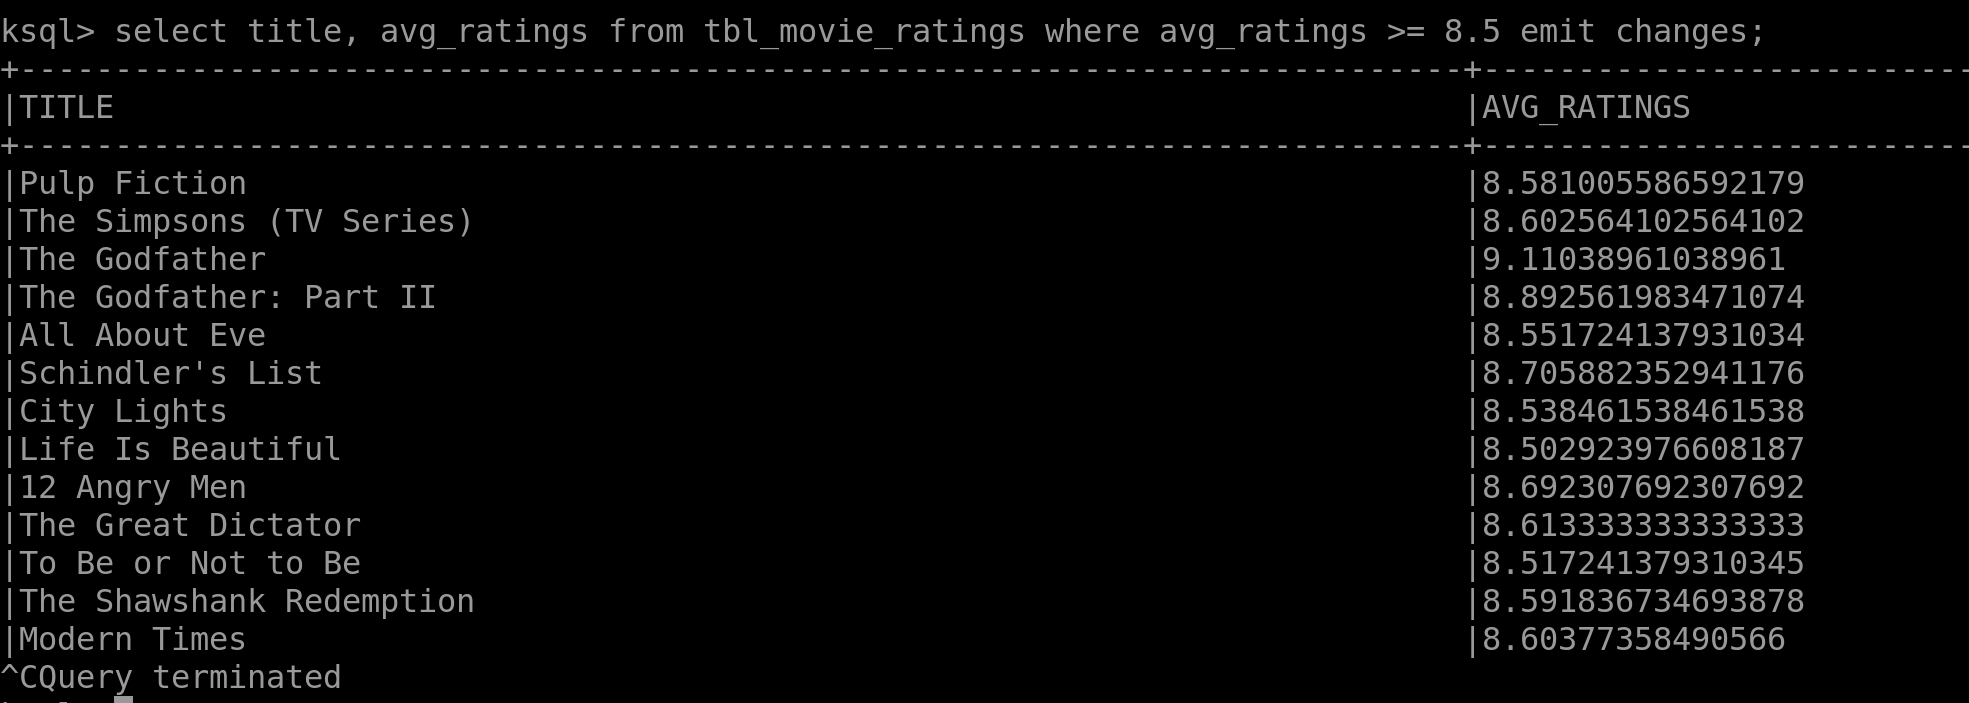 ksql> select title, avg_ratings from tbl_movie_ratings where avg_ratings >= 8.5 emit changes;
+----------------------------------------------------------------------------+--------------------------
|TITLE |AVG_RATINGS
+----------------------------------------------------------------------------+--------------------------
|Pulp Fiction |8.581005586592179
|The Simpsons (TV Series) |8.602564102564102
|The Godfather |9.11038961038961
|The Godfather: Part II |8.892561983471074
|All About Eve |8.551724137931034
|Schindler's List |8.705882352941176
|City Lights |8.538461538461538
|Life Is Beautiful |8.502923976608187
|12 Angry Men |8.692307692307692
|The Great Dictator |8.613333333333333
|To Be or Not to Be |8.517241379310345
|The Shawshank Redemption |8.591836734693878
|Modern Times |8.60377358490566
^CQuery terminated